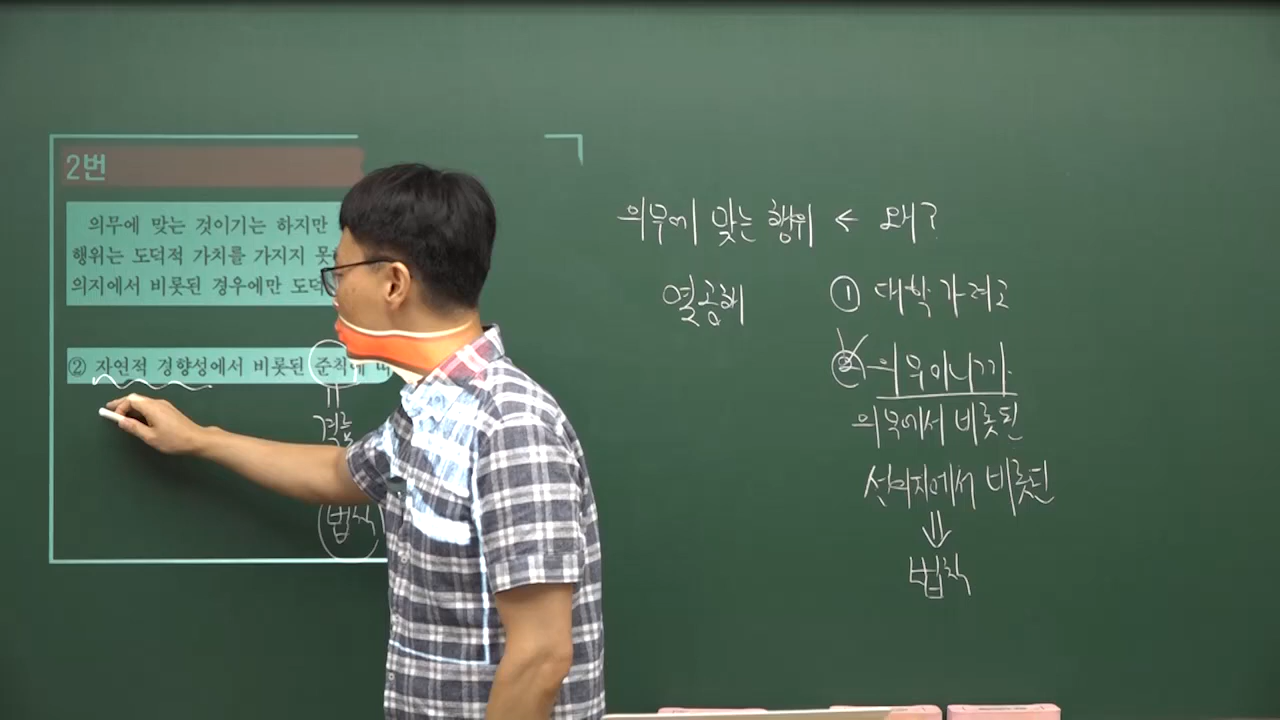 2번
의무에 맞는 것이기는 하지만
행위는 도덕적 가치를 가지지 못
의지에서 비롯된 경우에만 도덕
② 자연적 경향성에서 비롯된 준칙에
법칙
의무에 맞는 행위 ← 왜?
열공해 ① 대학가려고
② 의무이니까
의무에서 비롯된
선의지에서 비롯된
⇓
법칙